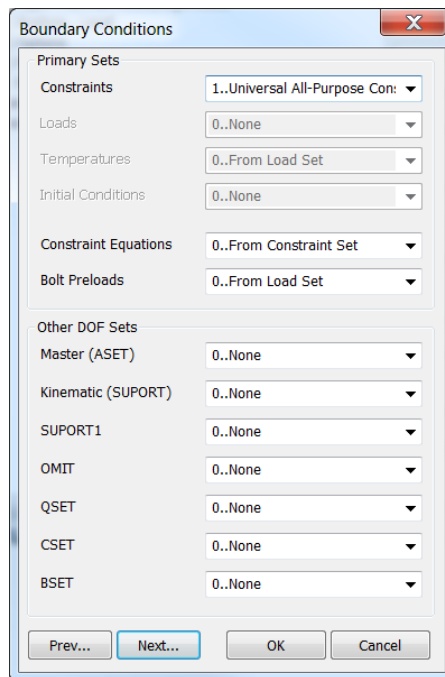 Boundary Conditions
Primary Sets
Constraints 1..Universal All-Purpose Con:
Loads 0..None
Temperatures 0..From Load Set
Initial Conditions 0..None
Constraint Equations 0..From Constraint Set
Bolt Preloads 0..From Load Set
Other DOF Sets
Master (ASET) 0..None
Kinematic (SUPORT) 0..None
SUPORT1 0..None
OMIT 0..None
QSET 0..None
CSET 0..None
BSET 0..None
Prev... Next... OK Cancel